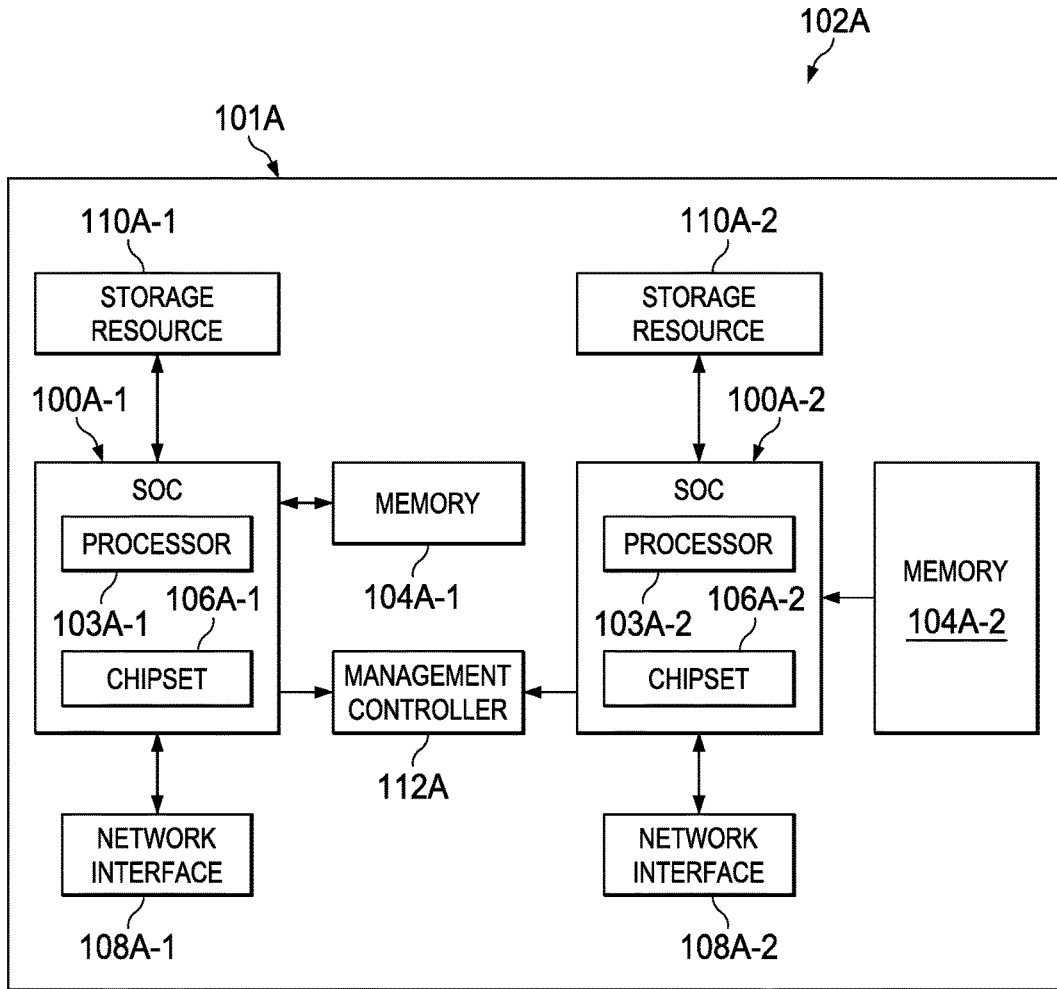 102A
101A
110A-1
110A-2
STORAGE
RESOURCE
STORAGE
RESOURCE
100A-1
100A-2
SOC
PROCESSOR
103A-1
106A-1
CHIPSET
MEMORY
104A-1
MANAGEMENT
CONTROLLER
112A
SOC
PROCESSOR
103A-2
106A-2
CHIPSET
MEMORY
104A-2
NETWORK
INTERFACE
108A-1
NETWORK
INTERFACE
108A-2